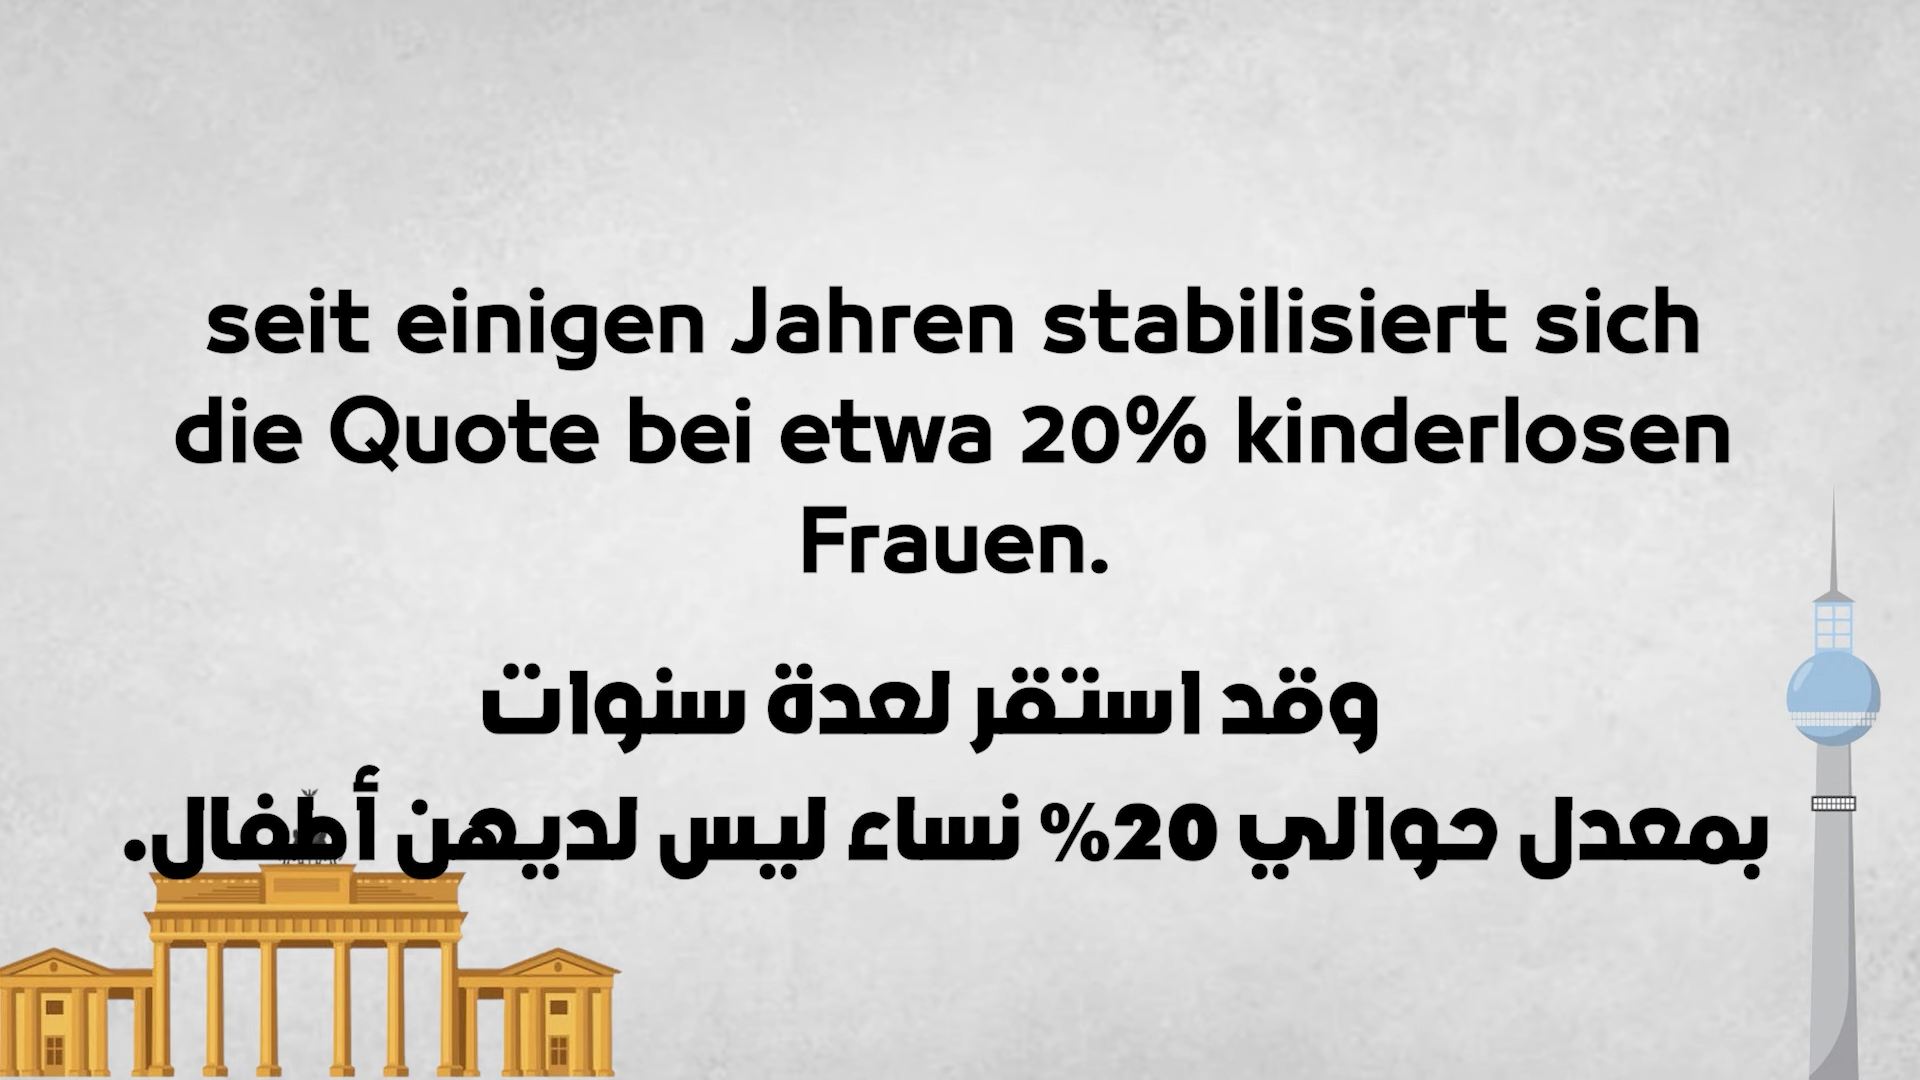 seit einigen Jahren stabilisiert sich
die Quote bei etwa 20% kinderlosen
Frauen.
وقد استقر لعدة سنوات
بمعدل حوالي 20% نساء ليس لديهن أطفال.